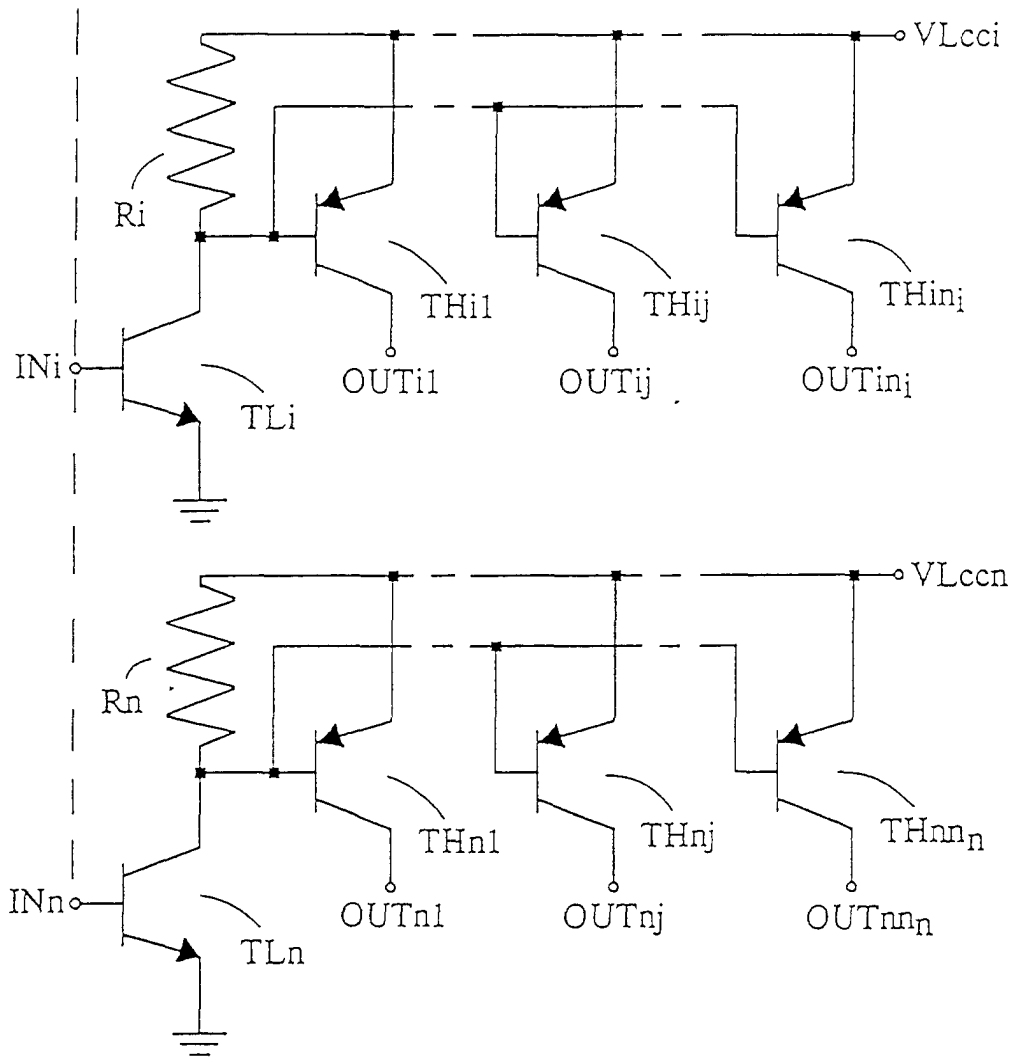 VLcci
Ri
THi1
THij
THinᵢ
INi
OUTi1
OUTij
OUTinᵢ
TLi
VLccn
Rn
THn1
THnj
THnnₙ
INn
OUTn1
OUTnj
OUTnnₙ
TLn